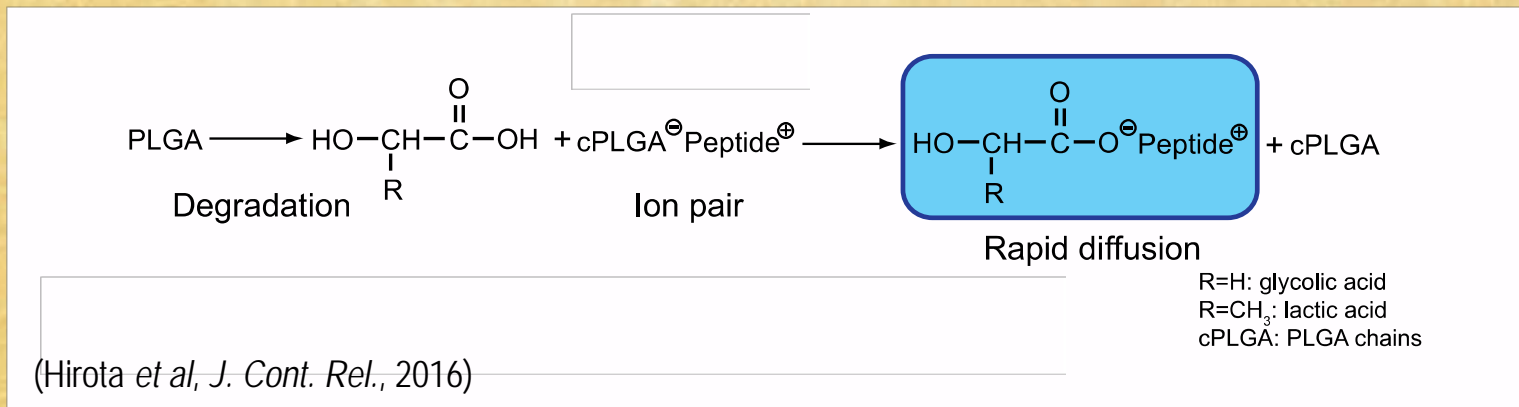 PLGA → HO—CH—C—OH + cPLGA⊖ Peptide⊕ → HO—CH—C—O⊖ Peptide⊕ + cPLGA
O O
R R
Degradation Ion pair
Rapid diffusion
R=H: glycolic acid
R=CH₃: lactic acid
cPLGA: PLGA chains
(Hirota et al, J. Cont. Rel., 2016)